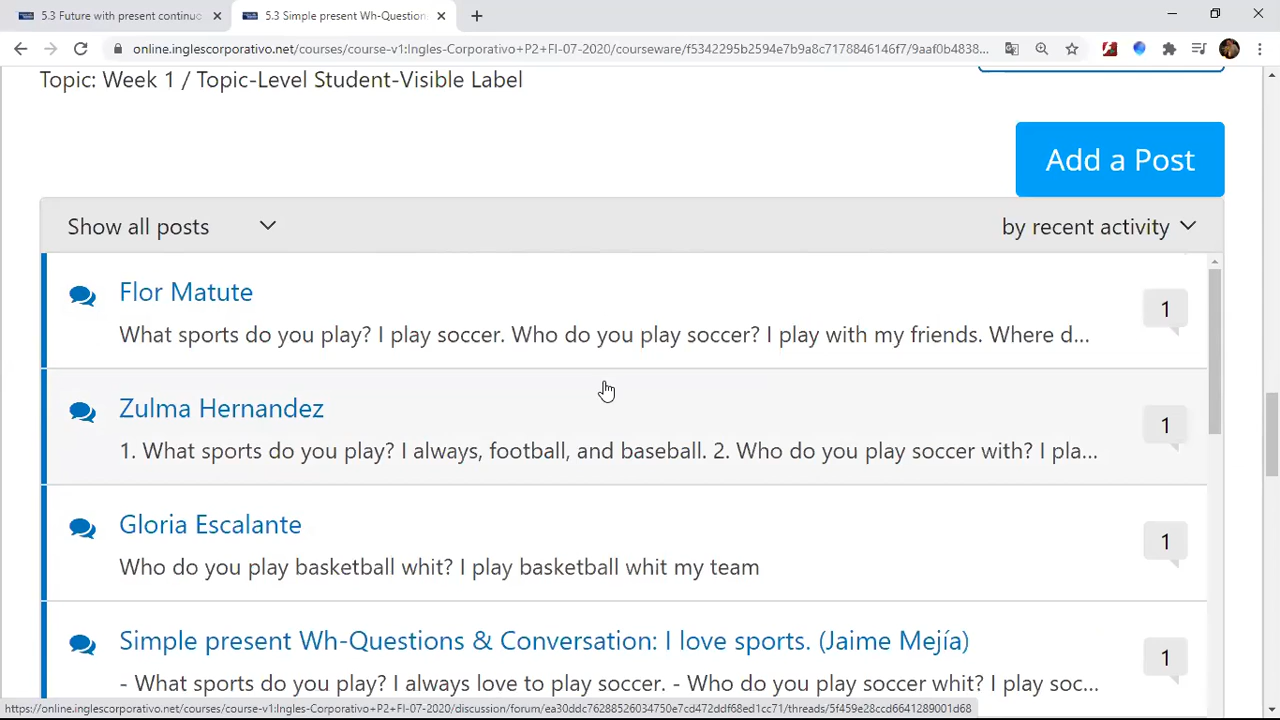 5.3 Future with present continuo
5.3 Simple present Wh-Question
online.inglescorporativo.net/courses/course-v1:Ingles-Corporativo+P2+FI-07-2020/courseware/f5342295b2594e7b9a8c7178846146f7/9aaf0b4838...
Topic: Week 1 / Topic-Level Student-Visible Label
Add a Post
Show all posts
by recent activity
Flor Matute
1
What sports do you play? I play soccer. Who do you play soccer? I play with my friends. Where d...
Zulma Hernandez
1
1. What sports do you play? I always, football, and baseball. 2. Who do you play soccer with? I pla...
Gloria Escalante
1
Who do you play basketball whit? I play basketball whit my team
Simple present Wh-Questions & Conversation: I love sports. (Jaime Mejía)
1
- What sports do you play? I always love to play soccer. - Who do you play soccer whit? I play soc...
https://online.inglescorporativo.net/courses/course-v1:Ingles-Corporativo+P2+FI-07-2020/discussion/forum/ea30ddc76288526034750e7cd472ddf68ed1cc71/threads/5f459e28ccd6641289001d68